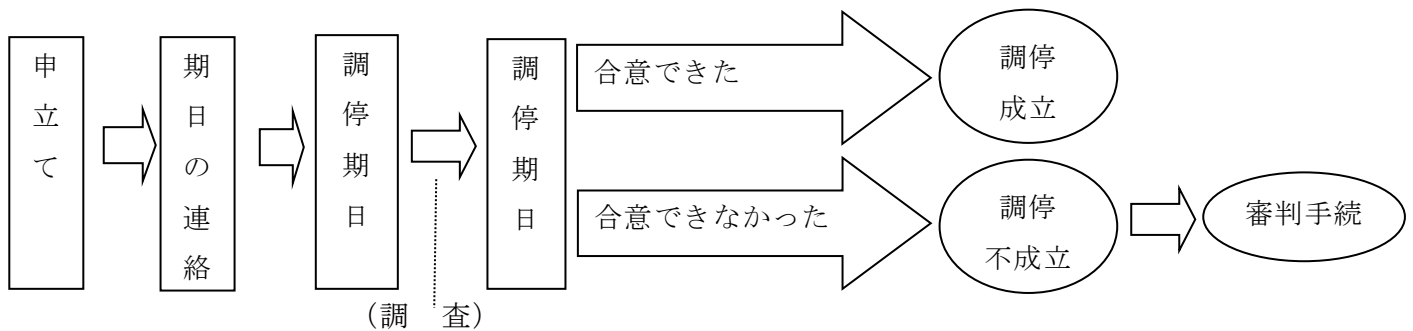 申立て
期日の連絡
調停期日
（調　査）
調停期日
合意できた
調停
成立
合意できなかった
調停
不成立
審判手続